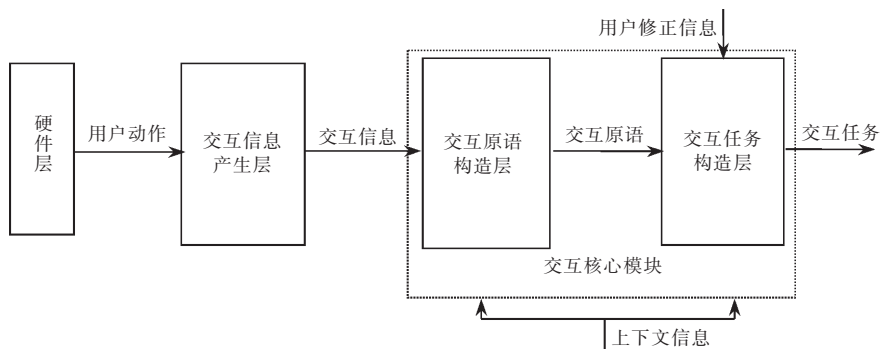 用户修正信息
硬
件
层
用户动作
交互信息
产生层
交互信息
交互原语
构造层
交互原语
交互任务
构造层
交互任务
交互核心模块
上下文信息